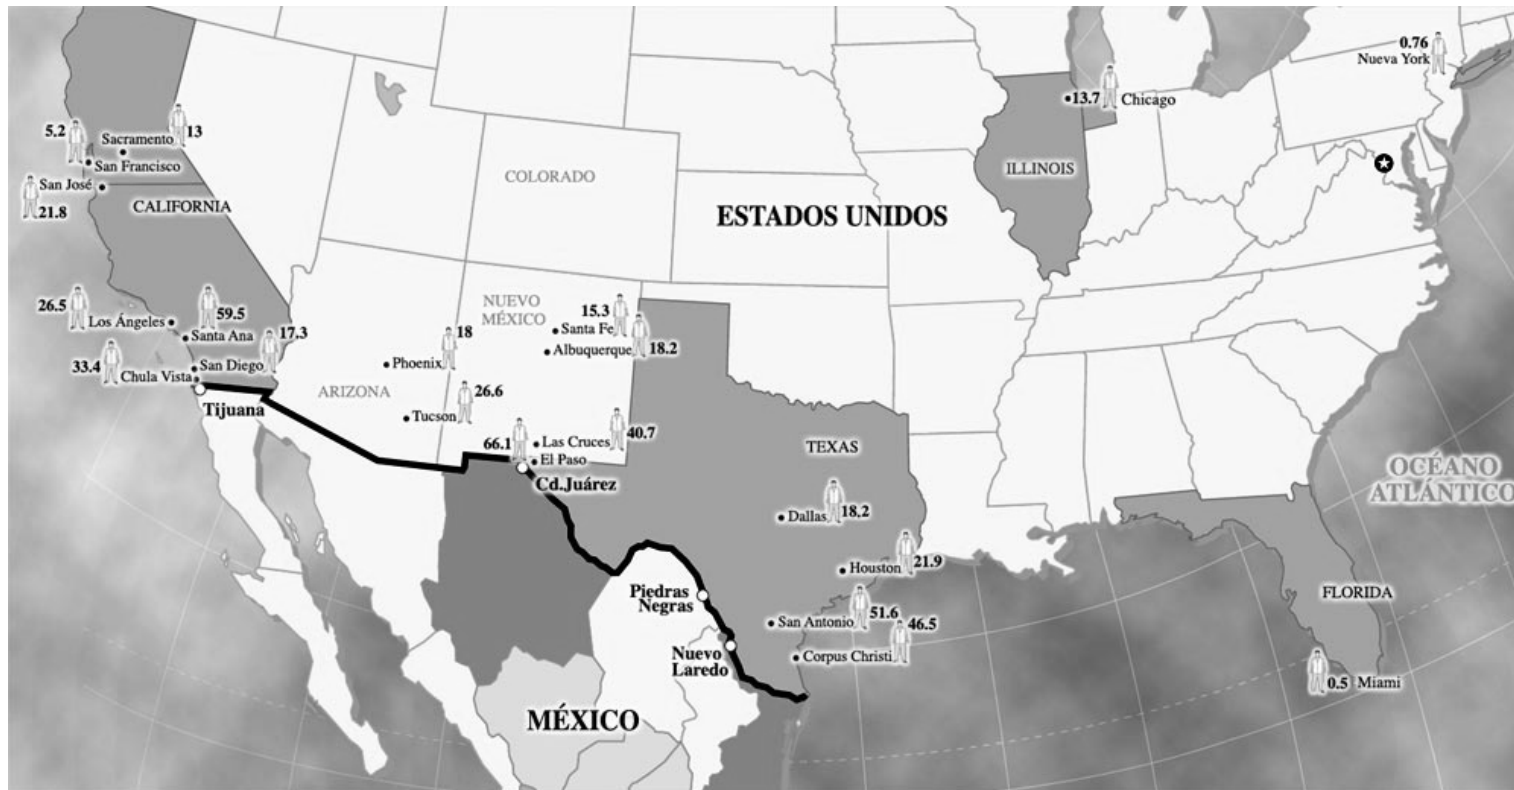 0.76
Nueva York
13.7
Chicago
5.2
Sacramento
13
San Francisco
San José
21.8
CALIFORNIA
COLORADO
ILLINOIS
ESTADOS UNIDOS
26.5
Los Ángeles
59.5
Santa Ana
17.3
33.4
San Diego
Chula Vista
Tijuana
NUEVO
MÉXICO
15.3
Santa Fe
Albuquerque
18.2
18
Phoenix
ARIZONA
26.6
Tucson
66.1
Las Cruces
40.7
El Paso
Cd.Juárez
TEXAS
Dallas
18.2
Houston
21.9
OCÉANO
ATLÁNTICO
Piedras
Negras
San Antonio
51.6
46.5
Nuevo
Laredo
Corpus Christi
FLORIDA
0.5
Miami
MÉXICO